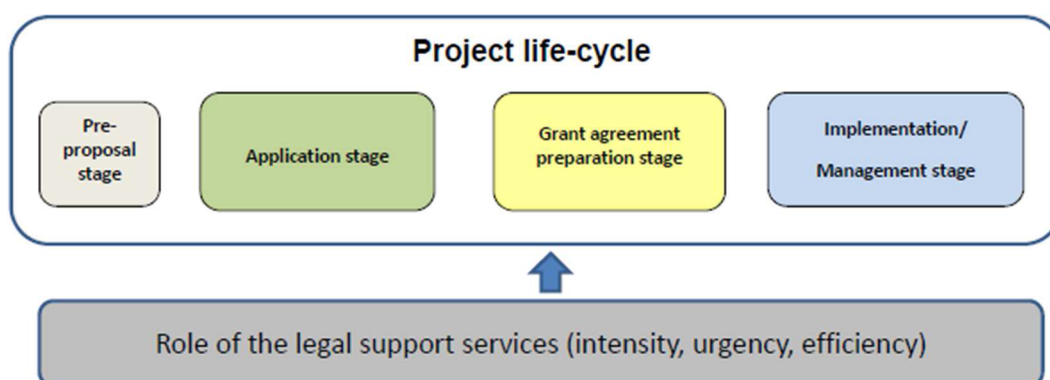 Project life-cycle
Pre-
proposal
stage
Application stage
Grant agreement
preparation stage
Implementation/
Management stage
Role of the legal support services (intensity, urgency, efficiency)